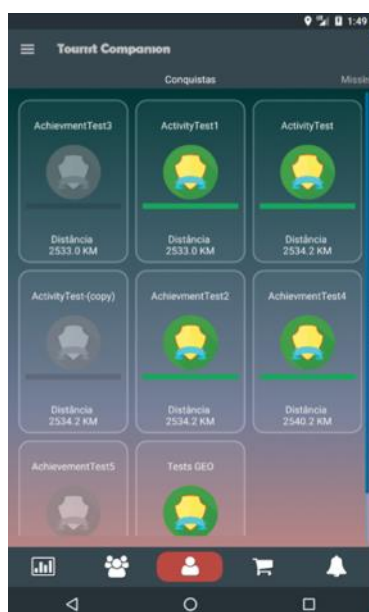 1:49
Tourist Companion
Conquistas
Missi
AchievmentTest3
ActivityTest1
ActivityTest
Distância
2533.0 KM
Distância
2533.0 KM
Distância
2534.2 KM
ActivityTest-(copy)
AchievmentTest2
AchievmentTest4
Distância
2534.2 KM
Distância
2534.2 KM
Distância
2540.2 KM
AchievementTest5
Tests GEO